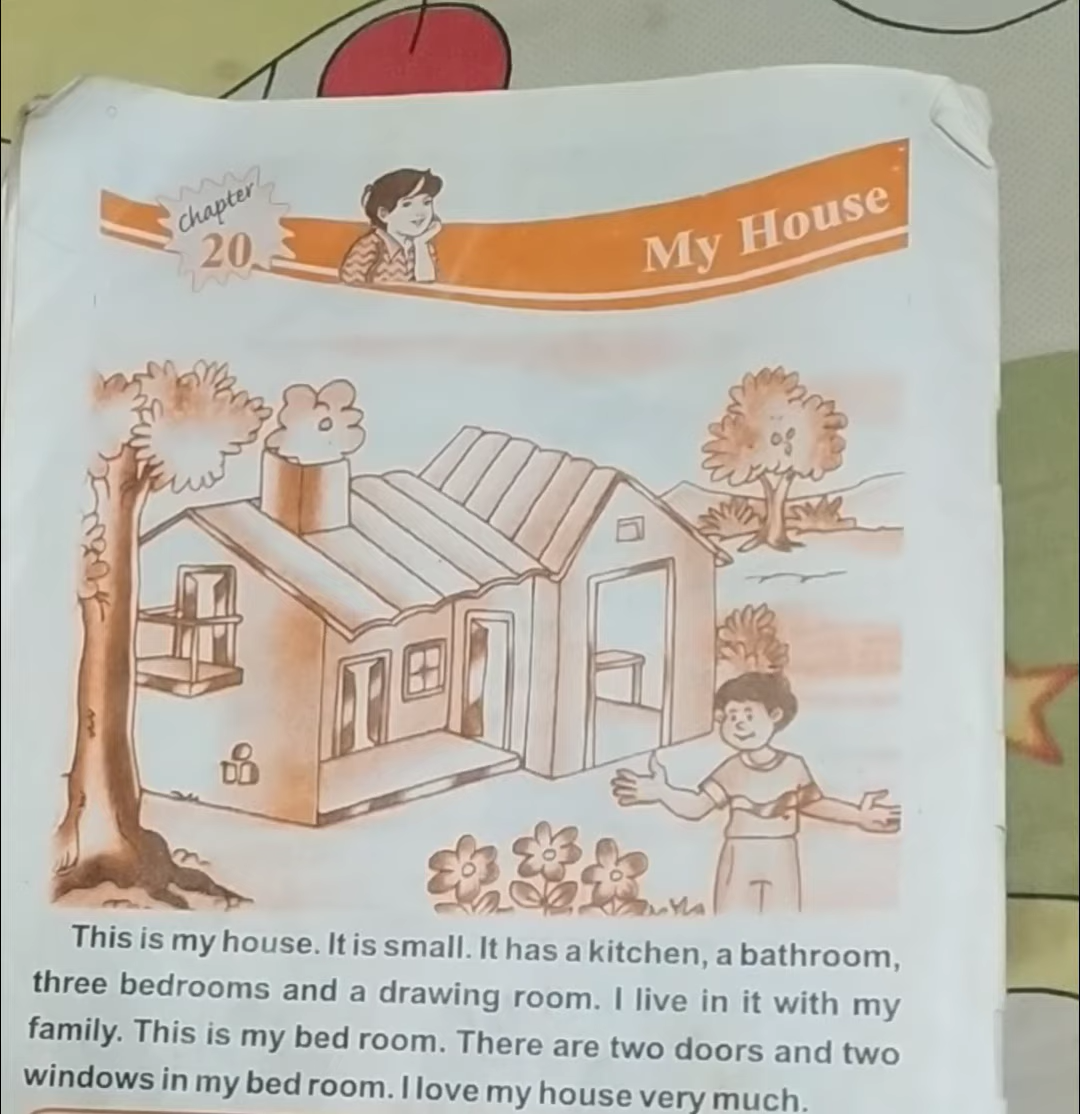 Chapter
20
My House
This is my house. It is small. It has a kitchen, a bathroom,
three bedrooms and a drawing room. I live in it with my
family. This is my bed room. There are two doors and two
windows in my bed room. I love my house very much.